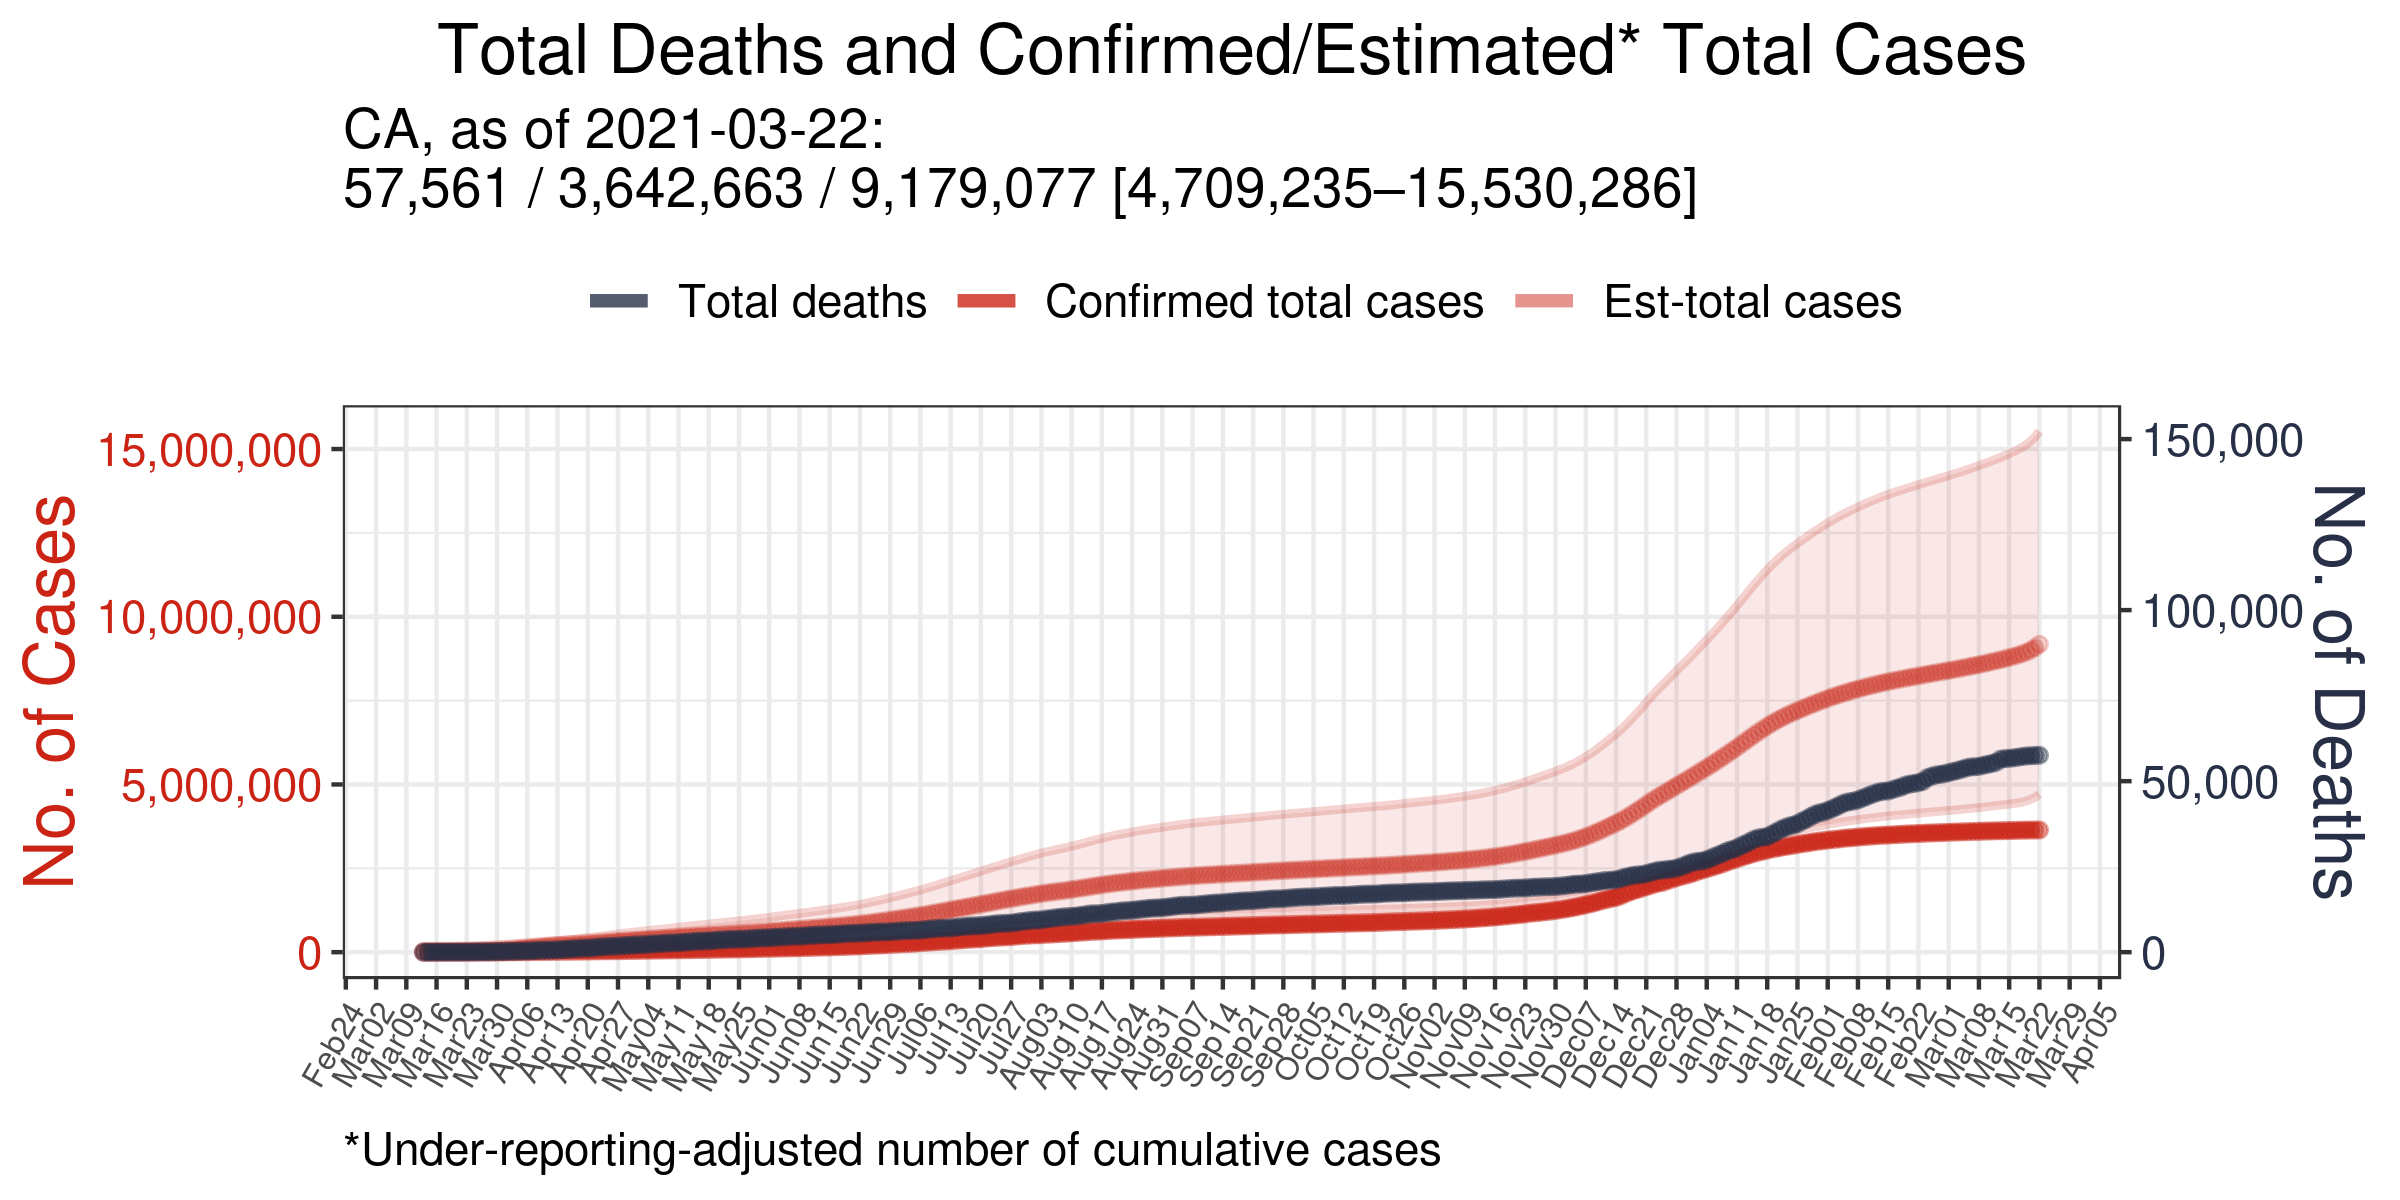 Total Deaths and Confirmed/Estimated* Total Cases
CA, as of 2021-03-22:
57,561 / 3,642,663 / 9,179,077 [4,709,235–15,530,286]
Total deaths
Confirmed total cases
Est-total cases
No. of Cases
15,000,000
10,000,000
5,000,000
0
150,000
100,000
50,000
0
No. of Deaths
Feb24
Mar02
Mar09
Mar16
Mar23
Mar30
Apr06
Apr13
Apr20
Apr27
May04
May11
May18
May25
Jun01
Jun08
Jun15
Jun22
Jun29
Jul06
Jul13
Jul20
Jul27
Aug03
Aug10
Aug17
Aug24
Aug31
Sep07
Sep14
Sep21
Sep28
Oct05
Oct12
Oct19
Oct26
Nov02
Nov09
Nov16
Nov23
Nov30
Dec07
Dec14
Dec21
Dec28
Jan04
Jan11
Jan18
Jan25
Feb01
Feb08
Feb15
Feb22
Mar01
Mar08
Mar15
Mar22
Mar29
Apr05
*Under-reporting-adjusted number of cumulative cases